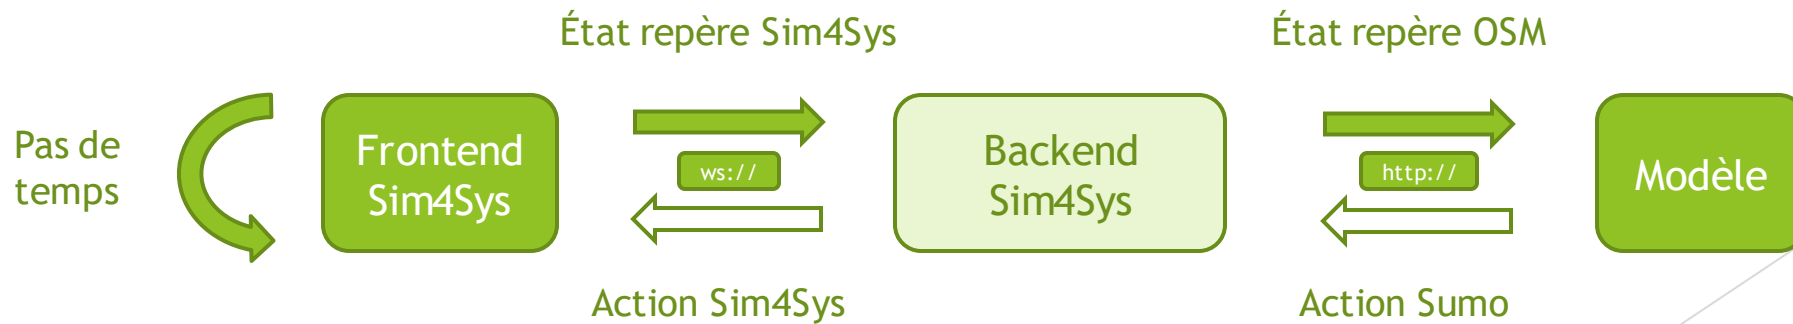 État repère Sim4Sys
État repère OSM
Pas de
temps
Frontend
Sim4Sys
ws://
Backend
Sim4Sys
http://
Modèle
Action Sim4Sys
Action Sumo